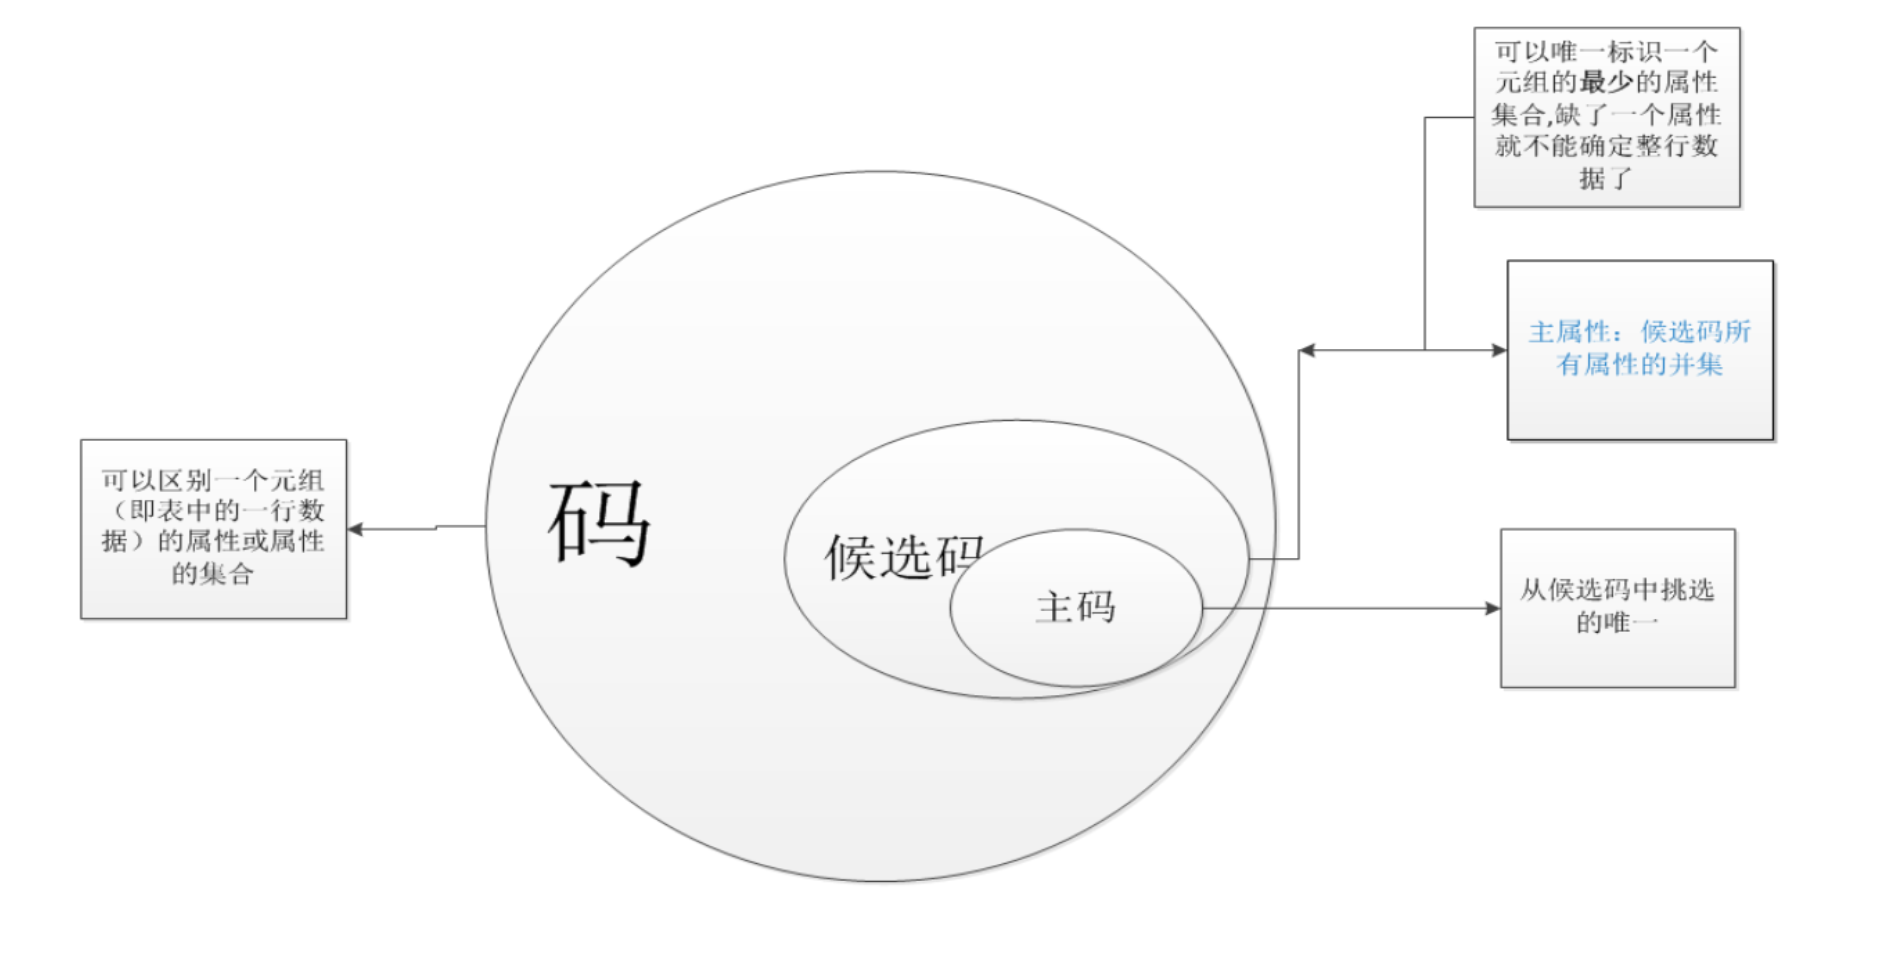 可以唯一标识一个
元组的最少的属性
集合,缺了一个属性
就不能确定整行数
据了
主属性：候选码所
有属性的并集
可以区别一个元组
（即表中的一行数
据）的属性或属性
的集合
码
候选码
主码
从候选码中挑选
的唯一